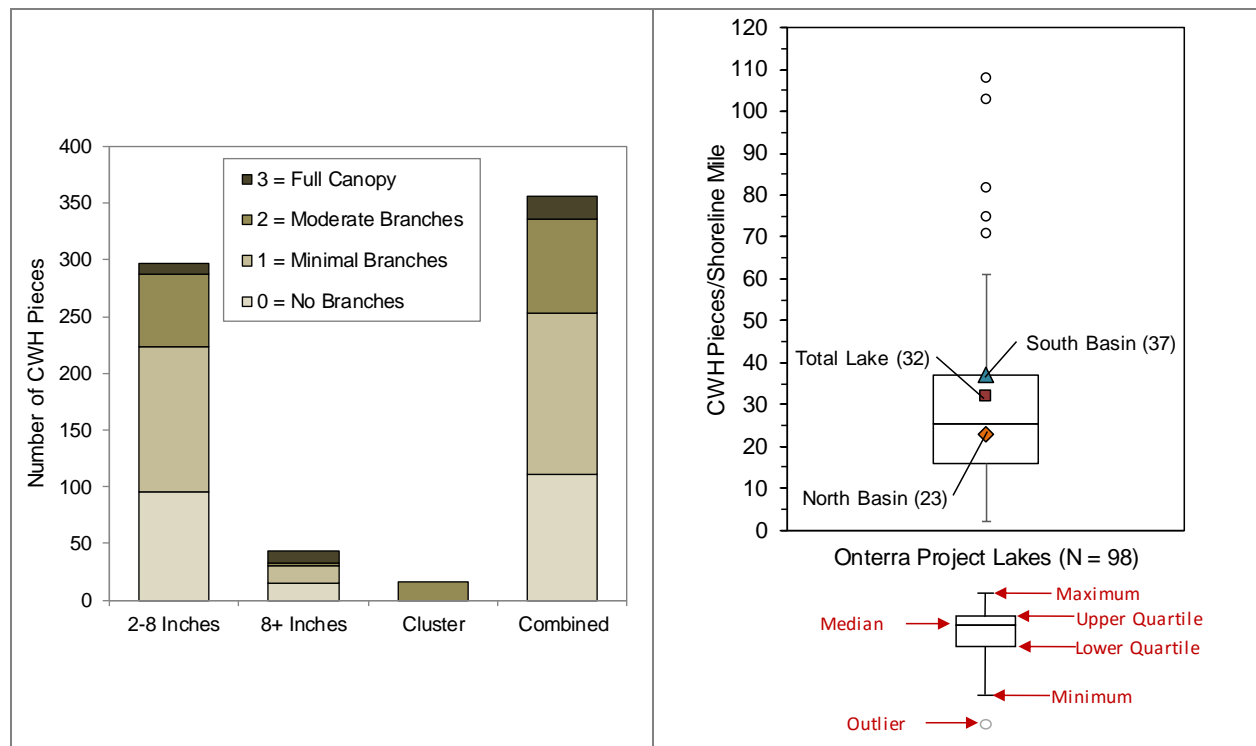 400
350
300
250
200
150
100
50
0
Number of CWH Pieces
3 = Full Canopy
2 = Moderate Branches
1 = Minimal Branches
0 = No Branches
2-8 Inches
8+ Inches
Cluster
Combined
120
110
100
90
80
70
60
50
40
30
20
10
0
CWH Pieces/Shoreline Mile
South Basin (37)
Total Lake (32)
North Basin (23)
Onterra Project Lakes (N = 98)
Maximum
Upper Quartile
Median
Lower Quartile
Minimum
Outlier